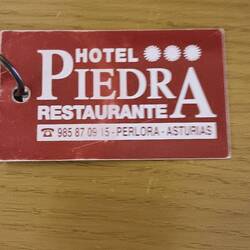 HOTEL
PIEDRA
RESTAURANTE
☎ 985 87 09 15 - PERLORA - ASTURIAS